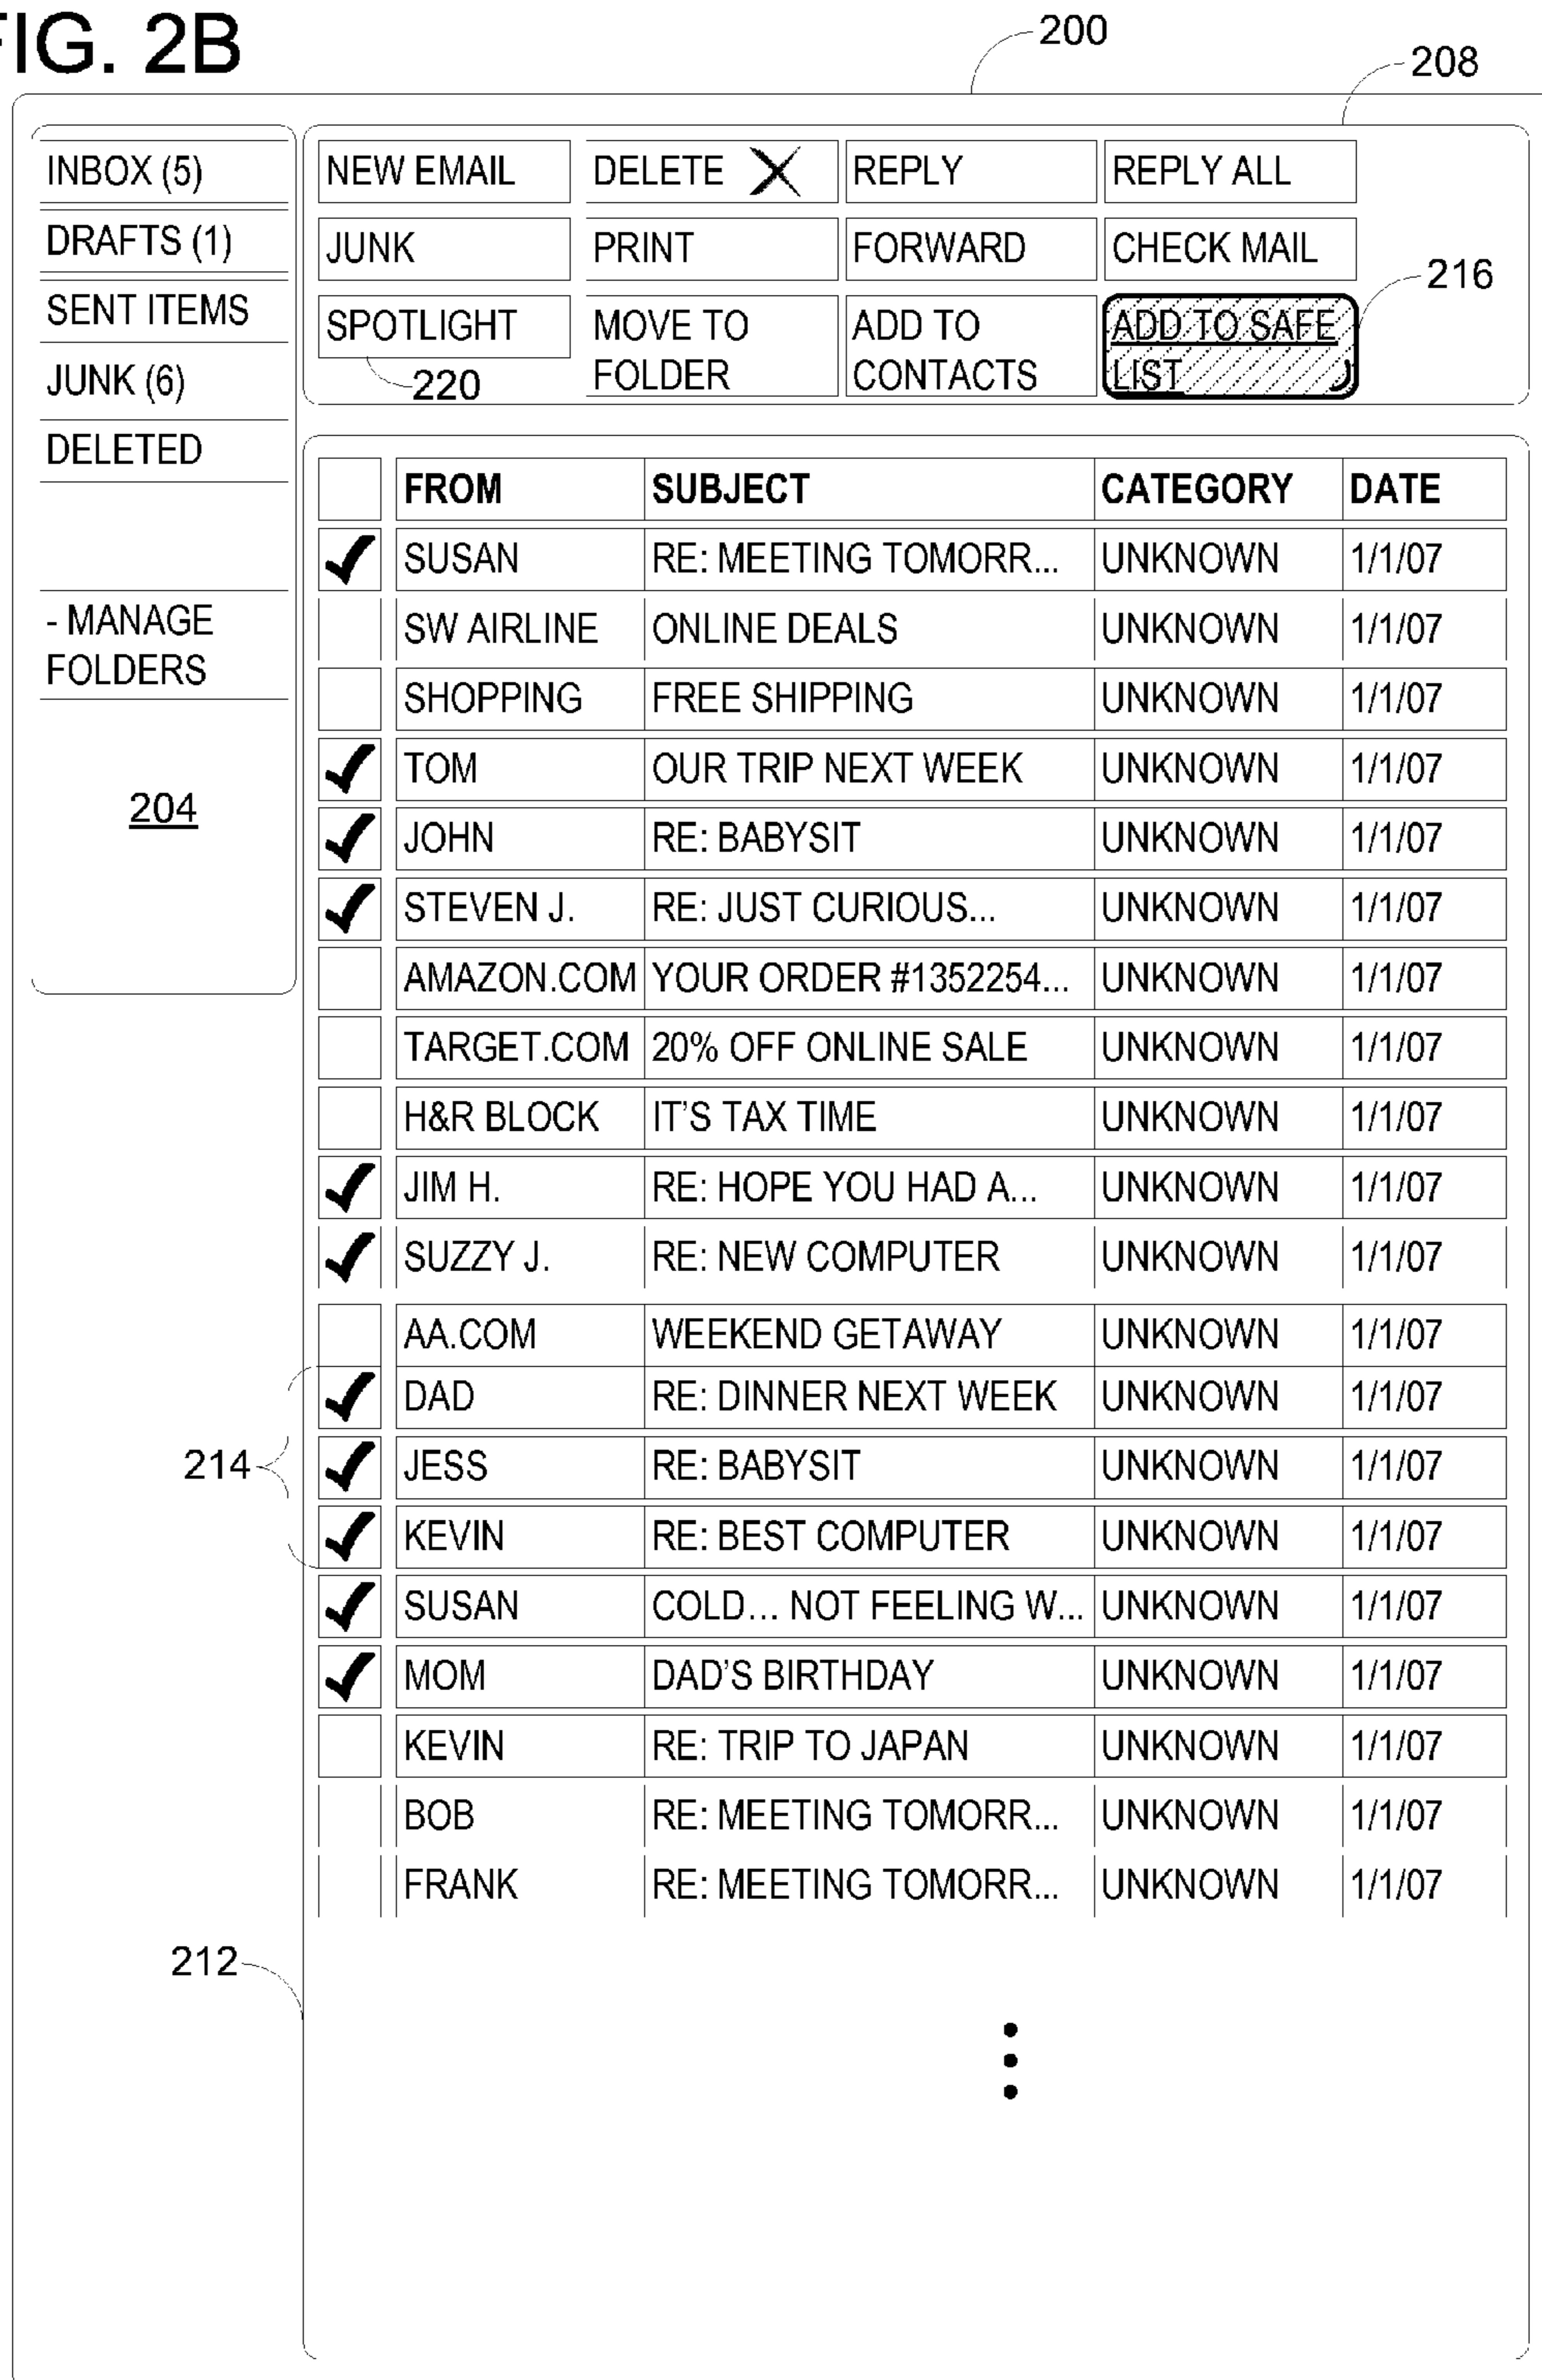 FIG. 2B
200
208
INBOX (5)
DRAFTS (1)
SENT ITEMS
JUNK (6)
DELETED
- MANAGE
FOLDERS
204
NEW EMAIL DELETE REPLY REPLY ALL
JUNK PRINT FORWARD CHECK MAIL
216
SPOTLIGHT MOVE TO FOLDER ADD TO CONTACTS ADD TO SAFE LIST
220
FROM SUBJECT CATEGORY DATE
SUSAN RE: MEETING TOMORR... UNKNOWN 1/1/07
SW AIRLINE ONLINE DEALS UNKNOWN 1/1/07
SHOPPING FREE SHIPPING UNKNOWN 1/1/07
TOM OUR TRIP NEXT WEEK UNKNOWN 1/1/07
JOHN RE: BABYSIT UNKNOWN 1/1/07
STEVEN J. RE: JUST CURIOUS... UNKNOWN 1/1/07
AMAZON.COM YOUR ORDER #1352254... UNKNOWN 1/1/07
TARGET.COM 20% OFF ONLINE SALE UNKNOWN 1/1/07
H&R BLOCK IT'S TAX TIME UNKNOWN 1/1/07
JIM H. RE: HOPE YOU HAD A... UNKNOWN 1/1/07
SUZZY J. RE: NEW COMPUTER UNKNOWN 1/1/07
AA.COM WEEKEND GETAWAY UNKNOWN 1/1/07
DAD RE: DINNER NEXT WEEK UNKNOWN 1/1/07
214
JESS RE: BABYSIT UNKNOWN 1/1/07
KEVIN RE: BEST COMPUTER UNKNOWN 1/1/07
SUSAN COLD... NOT FEELING W... UNKNOWN 1/1/07
MOM DAD'S BIRTHDAY UNKNOWN 1/1/07
KEVIN RE: TRIP TO JAPAN UNKNOWN 1/1/07
BOB RE: MEETING TOMORR... UNKNOWN 1/1/07
FRANK RE: MEETING TOMORR... UNKNOWN 1/1/07
212